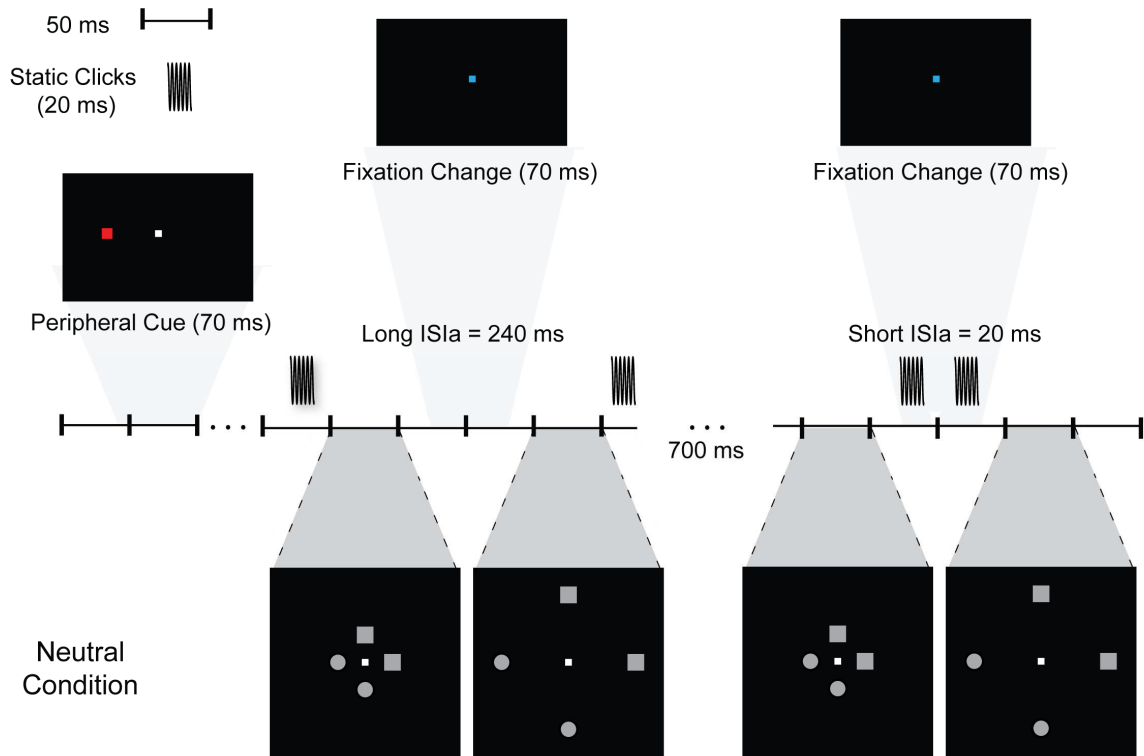 50 ms
Static Clicks
(20 ms)
Fixation Change (70 ms)
Fixation Change (70 ms)
Peripheral Cue (70 ms)
Long ISIa = 240 ms
Short ISIa = 20 ms
700 ms
Neutral
Condition